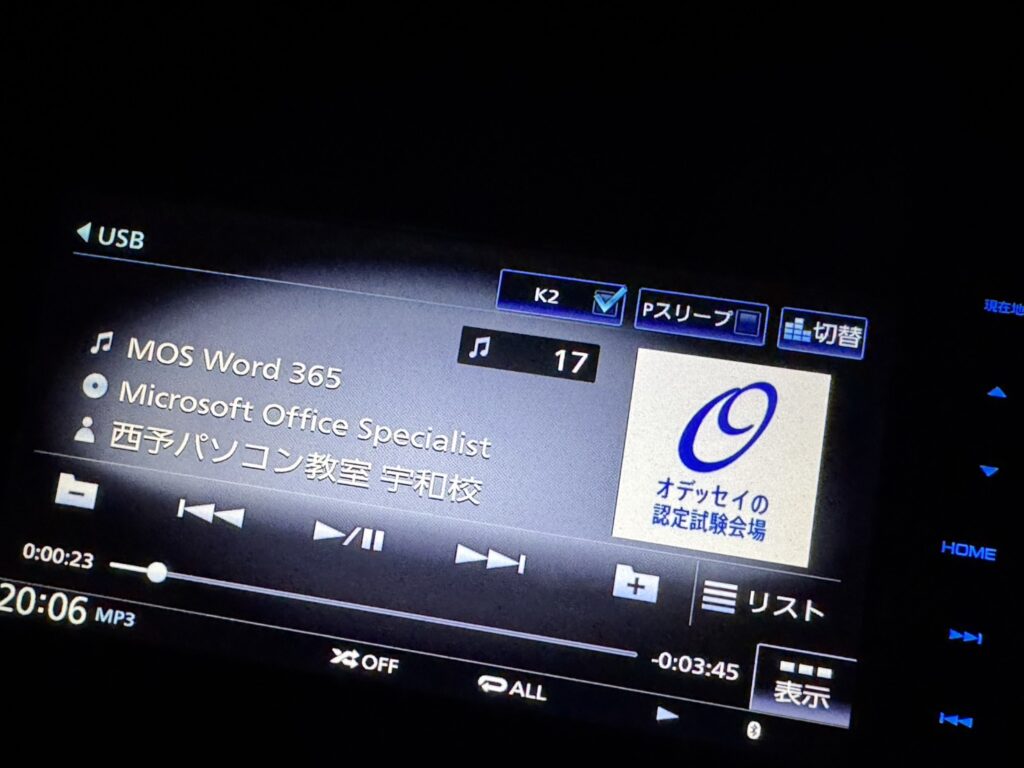 USB
K2
Pスリープ
切替
17
MOS Word 365
Microsoft Office Specialist
西予パソコン教室 宇和校
オデッセイの
認定試験会場
0:00:23
-0:03:45
リスト
20:06 MP3
OFF
ALL
表示
現在地
HOME